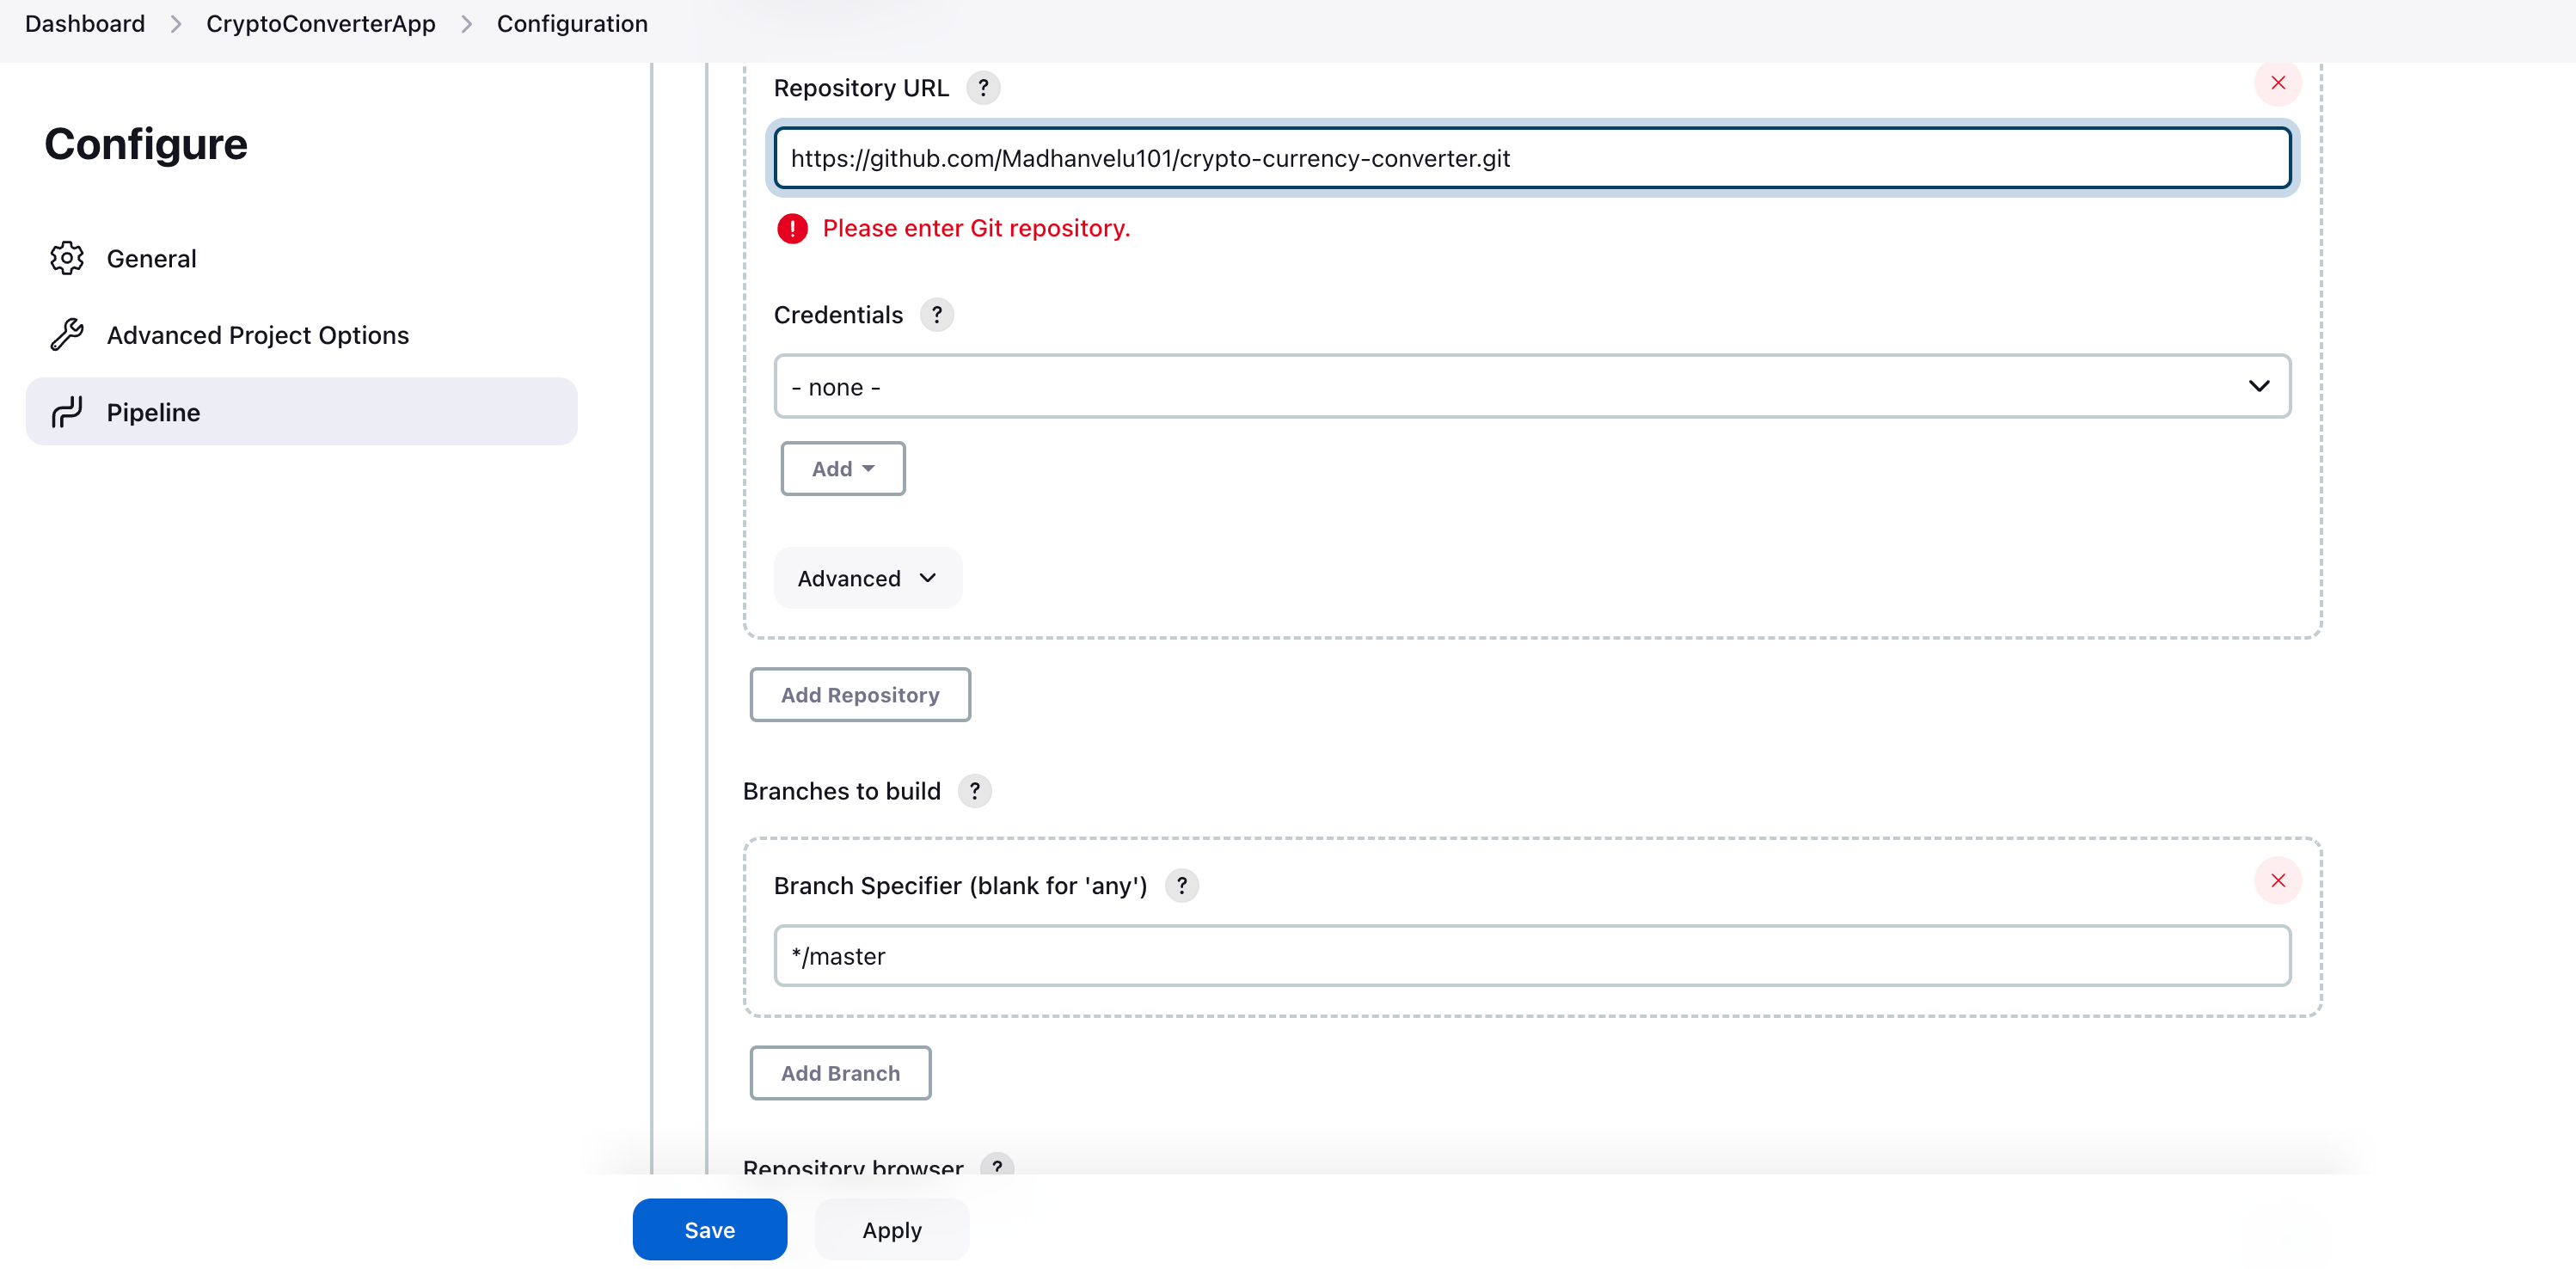 Dashboard > CryptoConverterApp > Configuration
Configure
General
Advanced Project Options
Pipeline
Repository URL ?
https://github.com/Madhanvelu101/crypto-currency-converter.git
! Please enter Git repository.
Credentials ?
- none -
Add
Advanced
Add Repository
Branches to build ?
Branch Specifier (blank for 'any') ?
*/master
Add Branch
Repository browser ?
Save
Apply